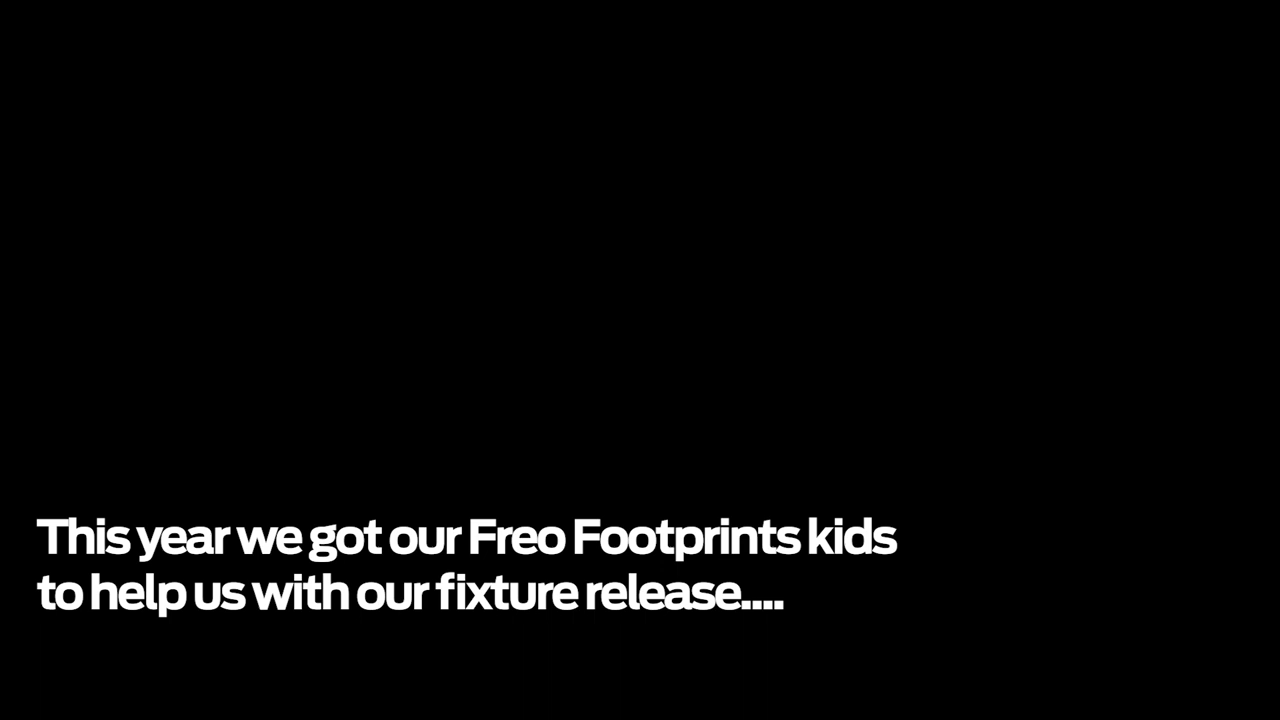 This year we got our Freo Footprints kids
to help us with our fixture release....